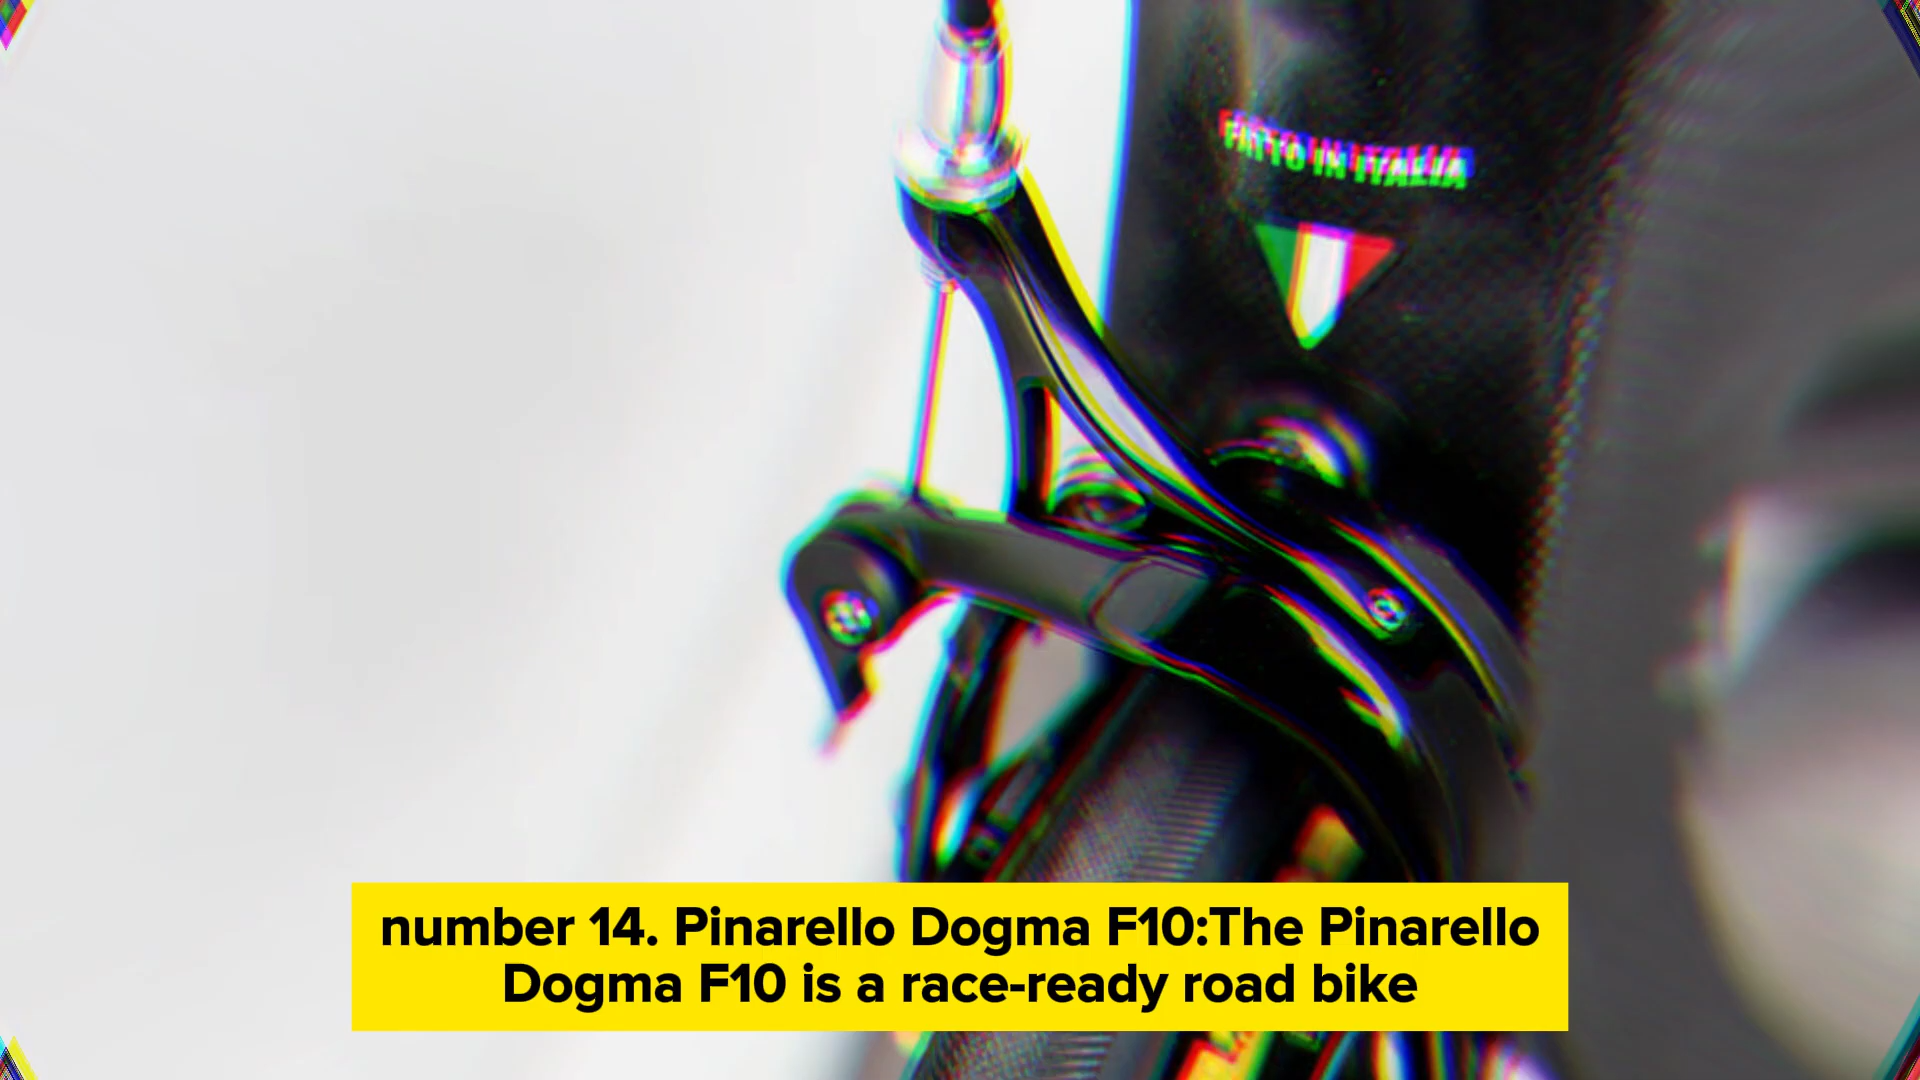 FATTO IN ITALIA
number 14. Pinarello Dogma F10:The Pinarello
Dogma F10 is a race-ready road bike